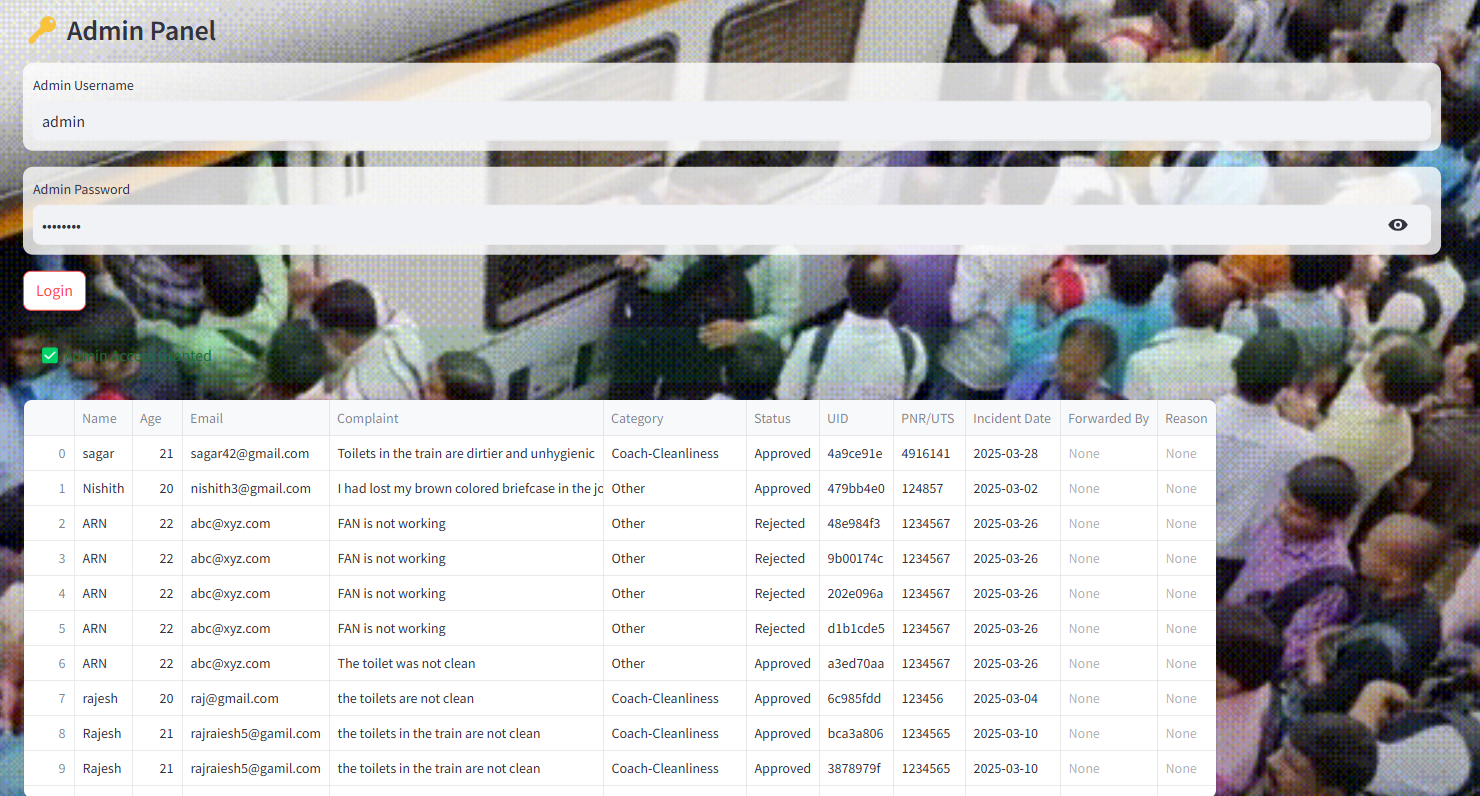 Admin Panel
Admin Username
admin
Admin Password
••••••••
Login
Admin Access Granted
Name Age Email Complaint Category Status UID PNR/UTS Incident Date Forwarded By Reason
0 sagar 21 sagar42@gmail.com Toilets in the train are dirtier and unhygienic Coach-Cleanliness Approved 4a9ce91e 4916141 2025-03-28 None None
1 Nishith 20 nishith3@gmail.com I had lost my brown colored briefcase in the jo Other Approved 479bb4e0 124857 2025-03-02 None None
2 ARN 22 abc@xyz.com FAN is not working Other Rejected 48e984f3 1234567 2025-03-26 None None
3 ARN 22 abc@xyz.com FAN is not working Other Rejected 9b00174c 1234567 2025-03-26 None None
4 ARN 22 abc@xyz.com FAN is not working Other Rejected 202e096a 1234567 2025-03-26 None None
5 ARN 22 abc@xyz.com FAN is not working Other Rejected d1b1cde5 1234567 2025-03-26 None None
6 ARN 22 abc@xyz.com The toilet was not clean Other Approved a3ed70aa 1234567 2025-03-26 None None
7 rajesh 20 raj@gmail.com the toilets are not clean Coach-Cleanliness Approved 6c985fdd 123456 2025-03-04 None None
8 Rajesh 21 rajraiesh5@gamil.com the toilets in the train are not clean Coach-Cleanliness Approved bca3a806 1234565 2025-03-10 None None
9 Rajesh 21 rajraiesh5@gamil.com the toilets in the train are not clean Coach-Cleanliness Approved 3878979f 1234565 2025-03-10 None None